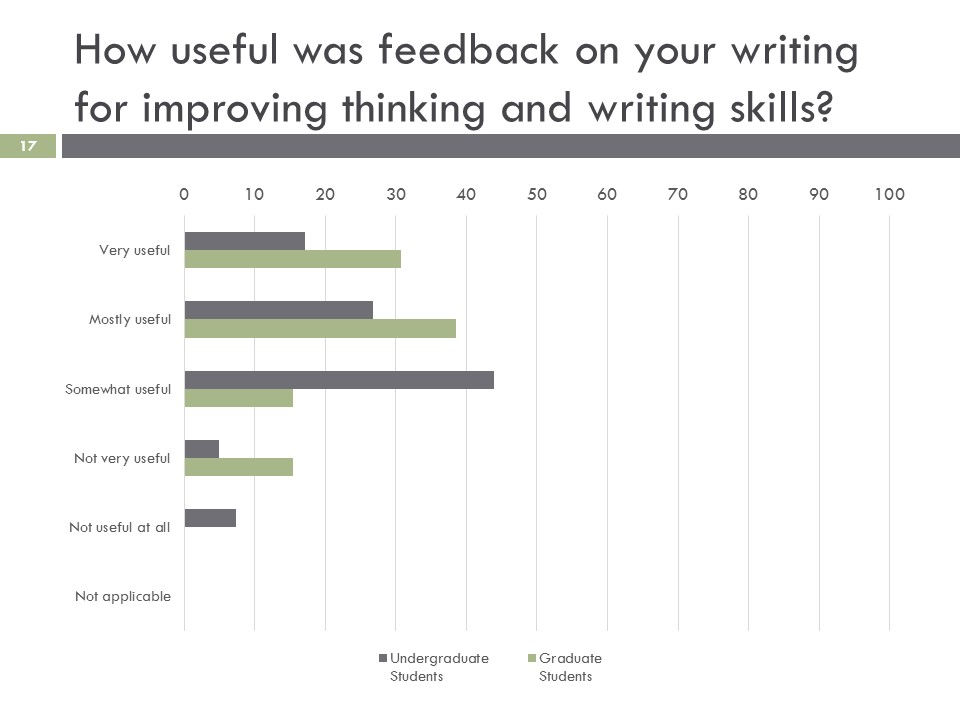 How useful was feedback on your writing
for improving thinking and writing skills?
17
0 10 20 30 40 50 60 70 80 90 100
Very useful
Mostly useful
Somewhat useful
Not very useful
Not useful at all
Not applicable
Undergraduate Graduate
Students Students